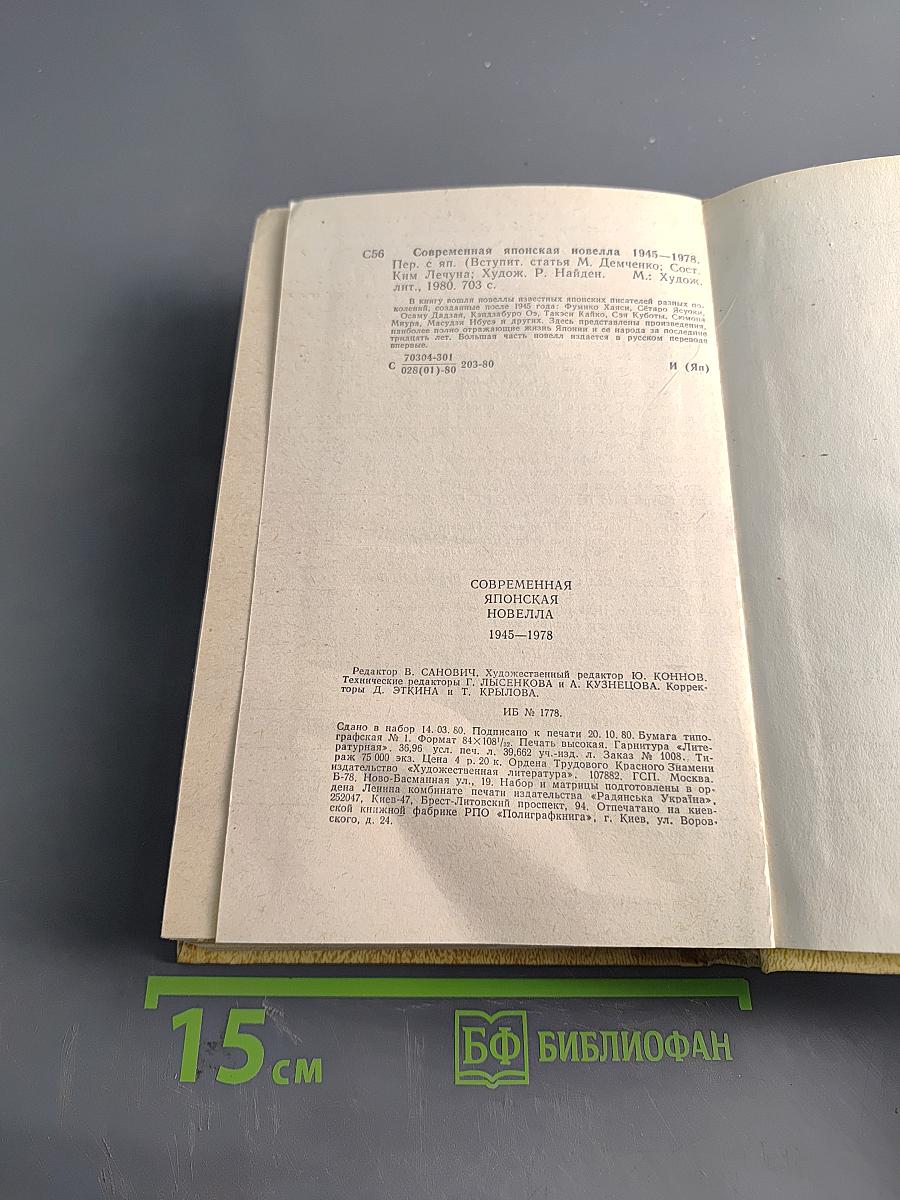 С56 Современная японская новелла 1945—1978.
Пер. с яп. (Вступит. статья М. Демченко; Сост.
Ким Лечуна; Худож. Р. Найден. М.: Худож.
лит., 1980. 703 с.
В книгу вошли новеллы известных японских писателей разных по-
колений, созданные после 1945 года: Фумико Хаяси, Сётаро Ясуоки,
Осаму Дадзая, Кэндзабуро Оэ, Такэси Кайко, Сэя Куботы, Сюмона
Миура, Масудзи Ибусэ и других. Здесь представлены произведения,
наиболее полно отражающие жизнь Японии и ее народа за последние
тридцать лет. Большая часть новелл издается в русском переводе
впервые.
С 70304-301
028(01)-80 203-80 И (Яп)
СОВРЕМЕННАЯ
ЯПОНСКАЯ
НОВЕЛЛА
1945—1978
Редактор В. САНОВИЧ. Художественный редактор Ю. КОННОВ.
Технические редакторы Г. ЛЫСЕНКОВА и А. КУЗНЕЦОВА. Коррек-
торы Д. ЭТКИНА и Т. КРЫЛОВА.
ИБ № 1778.
Сдано в набор 14. 03. 80. Подписано к печати 20. 10. 80. Бумага типо-
графская № 1. Формат 84×108¹/₃₂. Печать высокая. Гарнитура «Лите-
ратурная». 36,96 усл. печ. л. 39,662 уч.-изд. л. Заказ № 1008. Ти-
раж 75 000 экз. Цена 4 р. 20 к. Ордена Трудового Красного Знамени
издательство «Художественная литература». 107882. ГСП. Москва.
Б-78. Ново-Басманная ул., 19. Набор и матрицы подготовлены в ор-
дена Ленина комбинате печати издательства «Радянська Україна»,
252047, Киев-47, Брест-Литовский проспект, 94. Отпечатано на киев-
ской книжной фабрике РПО «Полиграфкнига», г. Киев, ул. Воров-
ского, д. 24.
15 см
БФ БИБЛИОФАН